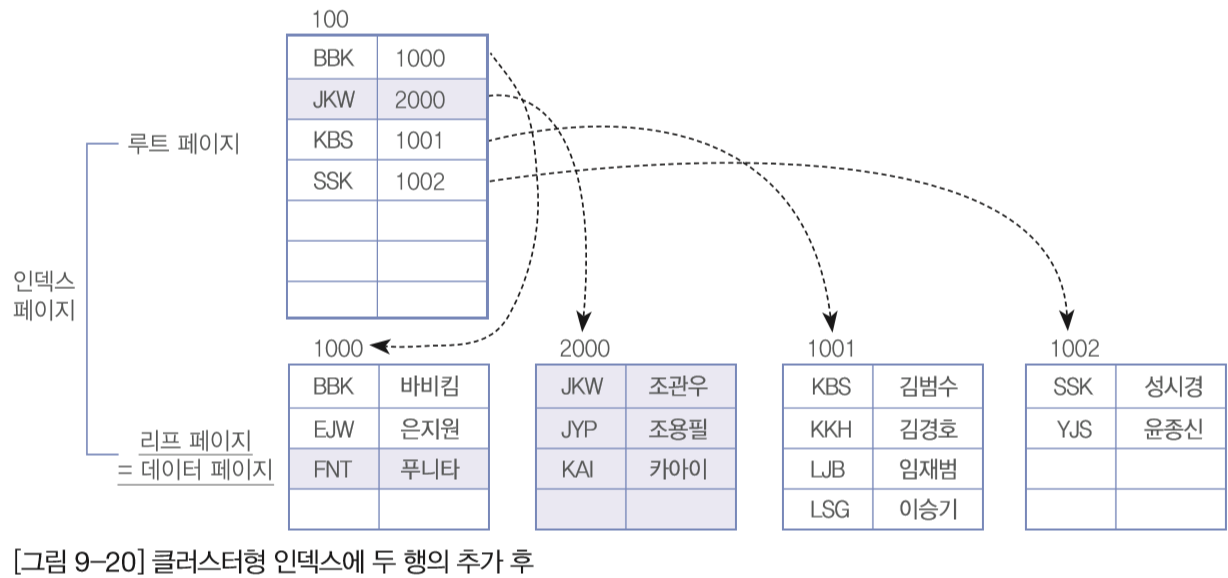 100
BBK 1000
JKW 2000
KBS 1001
SSK 1002
루트 페이지
인덱스
페이지
리프 페이지
= 데이터 페이지
1000
BBK 바비킴
EJW 은지원
FNT 푸니타
2000
JKW 조관우
JYP 조용필
KAI 카아이
1001
KBS 김범수
KKH 김경호
LJB 임재범
LSG 이승기
1002
SSK 성시경
YJS 윤종신
[그림 9-20] 클러스터형 인덱스에 두 행의 추가 후